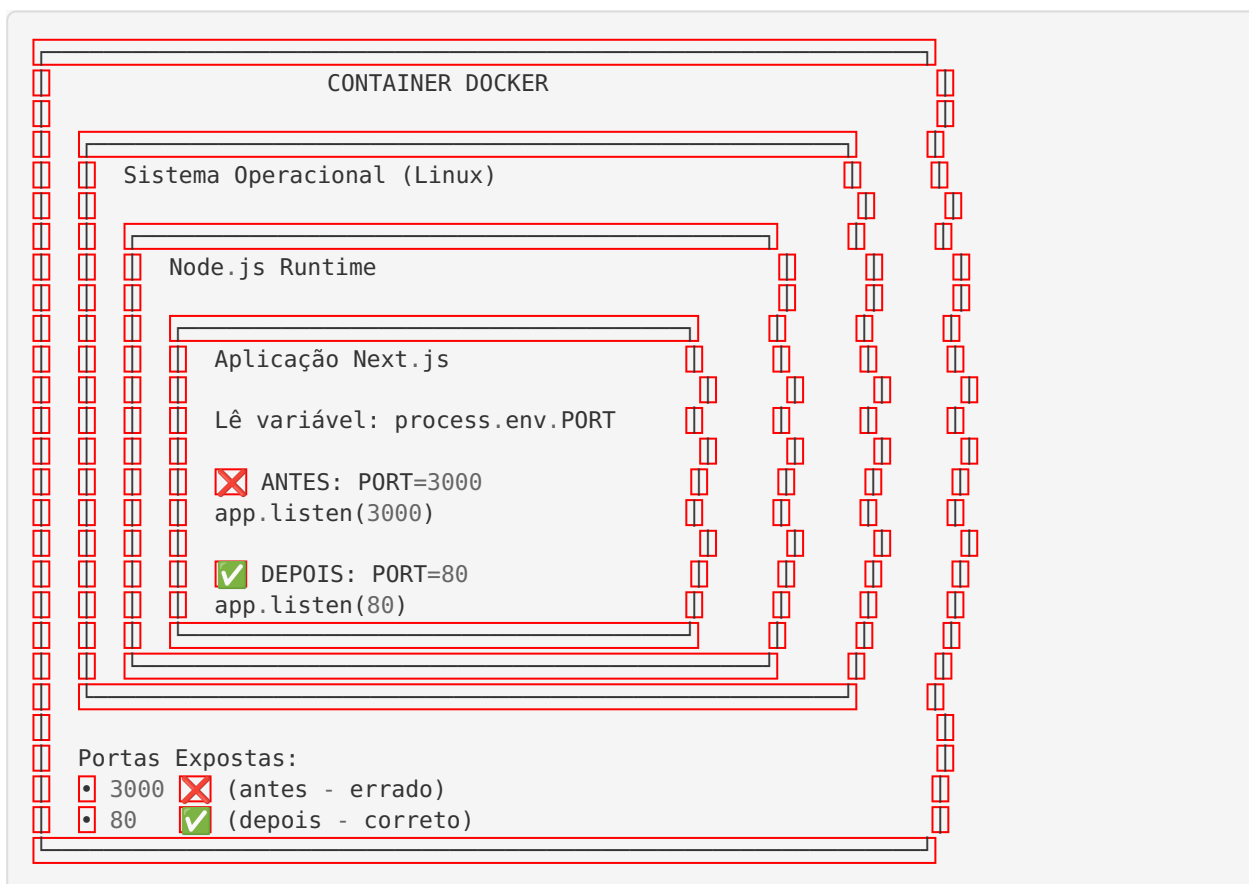 CONTAINER DOCKER
Sistema Operacional (Linux)
Node.js Runtime
Aplicação Next.js
Lê variável: process.env.PORT
❌ ANTES: PORT=3000
app.listen(3000)
✅ DEPOIS: PORT=80
app.listen(80)
Portas Expostas:
• 3000 ❌ (antes - errado)
• 80 ✅ (depois - correto)